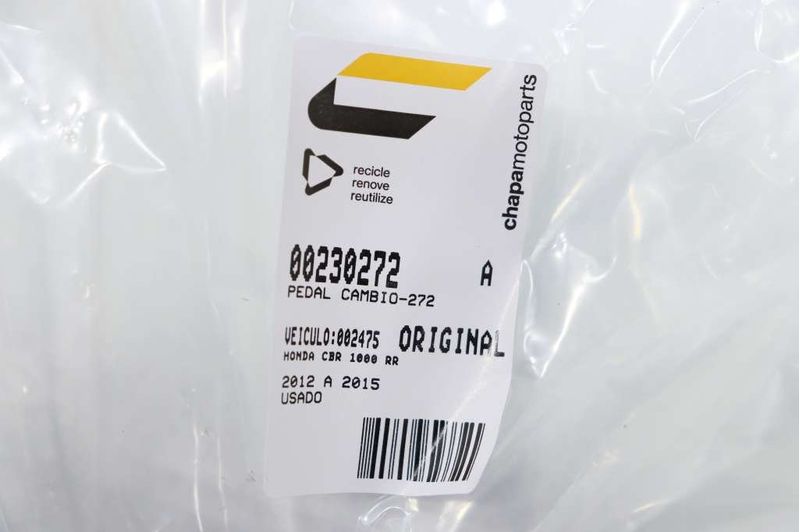 chapamotoparts
recicle
renove
reutilize
00230272 A
PEDAL CAMBIO-272
VEICULO:002475 ORIGINAL
HONDA CBR 1000 RR
2012 A 2015
USADO